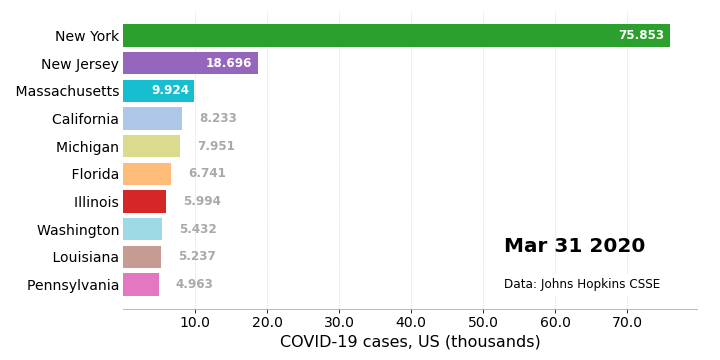 New York 75.853
New Jersey 18.696
Massachusetts 9.924
California 8.233
Michigan 7.951
Florida 6.741
Illinois 5.994
Washington 5.432
Louisiana 5.237
Pennsylvania 4.963
Mar 31 2020
Data: Johns Hopkins CSSE
10.0 20.0 30.0 40.0 50.0 60.0 70.0
COVID-19 cases, US (thousands)